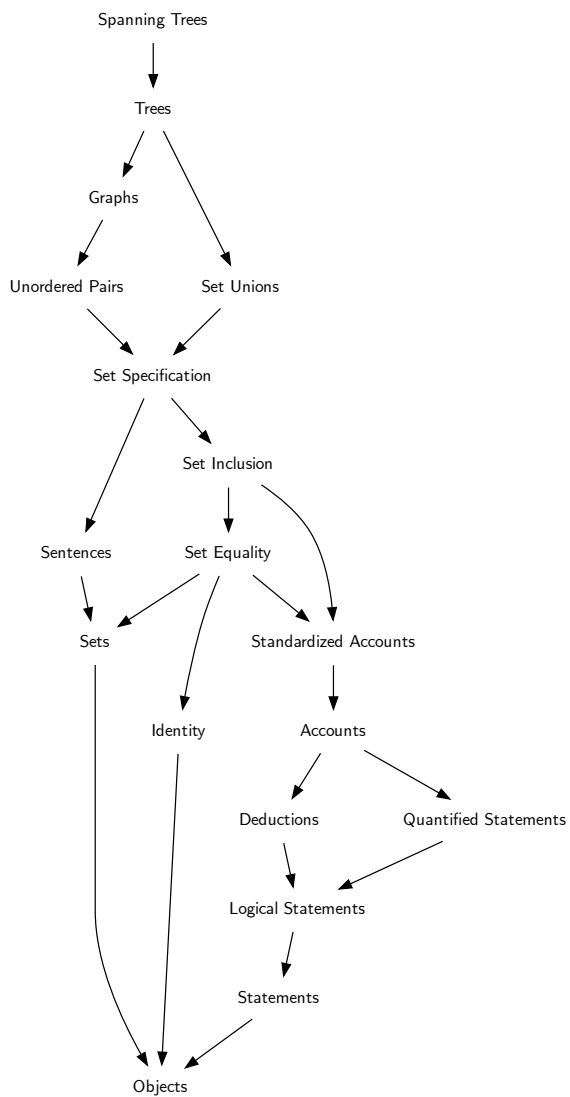 Spanning Trees
Trees
Graphs
Unordered Pairs
Set Unions
Set Specification
Set Inclusion
Sentences
Set Equality
Sets
Standardized Accounts
Identity
Accounts
Deductions
Quantified Statements
Logical Statements
Statements
Objects